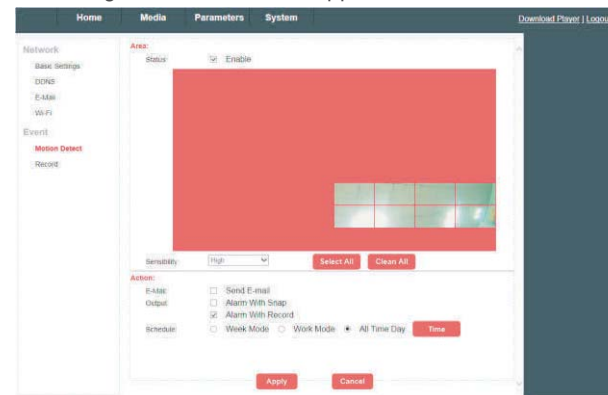 Home Media Parameters System Download Player | Logout
Network
Basic Settings
DDNS
E-Mail
Wi-Fi
Event
Motion Detect
Record
Area:
Status: Enable
Sensibility: High Select All Clean All
Action:
E-Mail: Send E-mail
Output: Alarm With Snap
Alarm With Record
Schedule: Week Mode Work Mode All Time Day Time
Apply Cancel